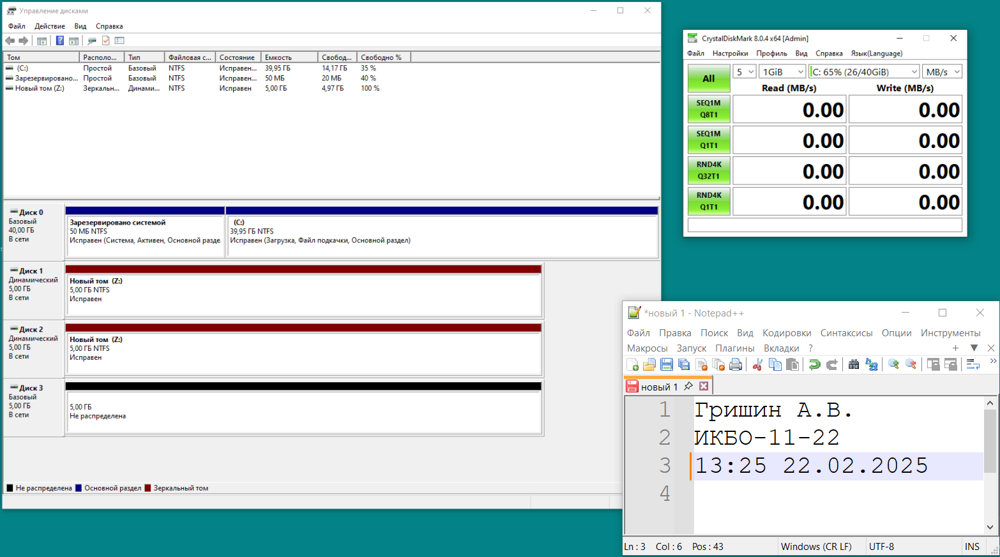 Управление дисками
Файл Действие Вид Справка
Том Располо... Тип Файловая с... Состояние Емкость Свобод... Свободно %
(C:) Простой Базовый NTFS Исправен... 39,95 ГБ 14,17 ГБ 35 %
Зарезервировано... Простой Базовый NTFS Исправен... 50 МБ 20 МБ 40 %
Новый том (Z:) Зеркальн... Динами... NTFS Исправен 5,00 ГБ 4,97 ГБ 100 %
Диск 0
Базовый
40,00 ГБ
В сети
Зарезервировано системой
50 МБ NTFS
Исправен (Система, Активен, Основной разде
(C:)
39,95 ГБ NTFS
Исправен (Загрузка, Файл подкачки, Основной раздел)
Диск 1
Динамический
5,00 ГБ
В сети
Новый том (Z:)
5,00 ГБ NTFS
Исправен
Диск 2
Динамический
5,00 ГБ
В сети
Новый том (Z:)
5,00 ГБ NTFS
Исправен
Диск 3
Базовый
5,00 ГБ
В сети
5,00 ГБ
Не распределена
Не распределена Основной раздел Зеркальный том
CrystalDiskMark 8.0.4 x64 [Admin]
Файл Настройки Профиль Вид Справка Язык(Language)
All 5 1GiB C: 65% (26/40GiB) MB/s
Read (MB/s) Write (MB/s)
SEQ1M
Q8T1
0.00 0.00
SEQ1M
Q1T1
0.00 0.00
RND4K
Q32T1
0.00 0.00
RND4K
Q1T1
0.00 0.00
*новый 1 - Notepad++
Файл Правка Поиск Вид Кодировки Синтаксисы Опции Инструменты
Макросы Запуск Плагины Вкладки ?
новый 1
1 Гришин А.В.
2 ИКБО-11-22
3 13:25 22.02.2025
4
Ln : 3 Col : 6 Pos : 43 Windows (CR LF) UTF-8 INS